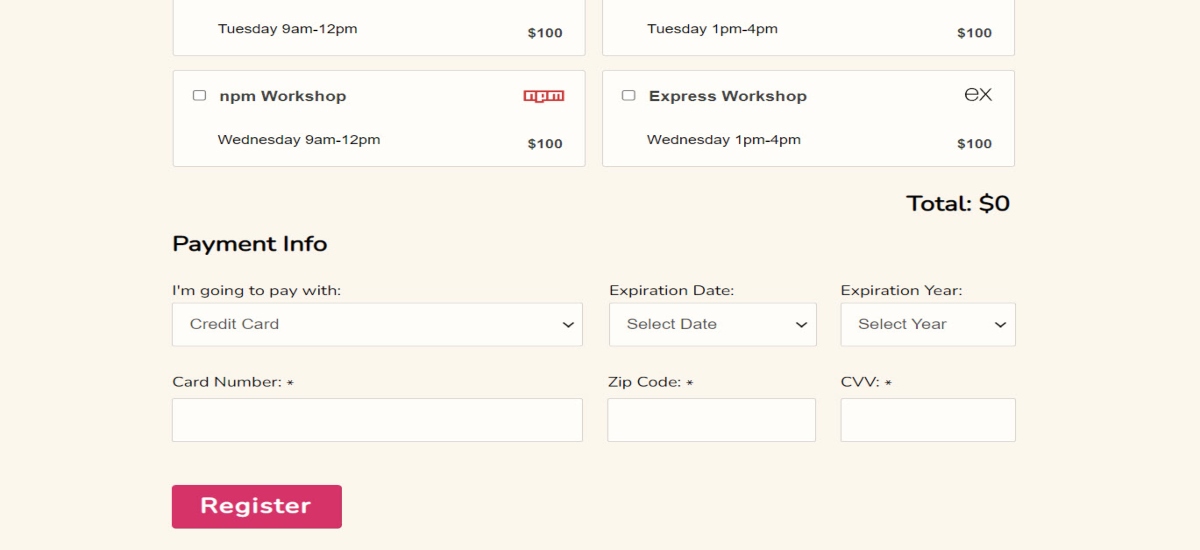 Tuesday 9am-12pm $100 Tuesday 1pm-4pm $100
npm Workshop npm Express Workshop ex
Wednesday 9am-12pm $100 Wednesday 1pm-4pm $100
Total: $0
Payment Info
I'm going to pay with: Expiration Date: Expiration Year:
Credit Card Select Date Select Year
Card Number: * Zip Code: * CVV: *
Register